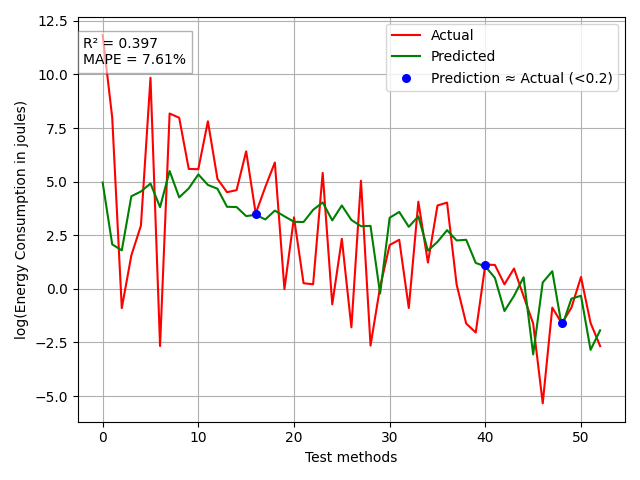 R² = 0.397
MAPE = 7.61%
Actual
Predicted
Prediction ≈ Actual (<0.2)
log(Energy Consumption in joules)
12.5
10.0
7.5
5.0
2.5
0.0
−2.5
−5.0
0 10 20 30 40 50
Test methods